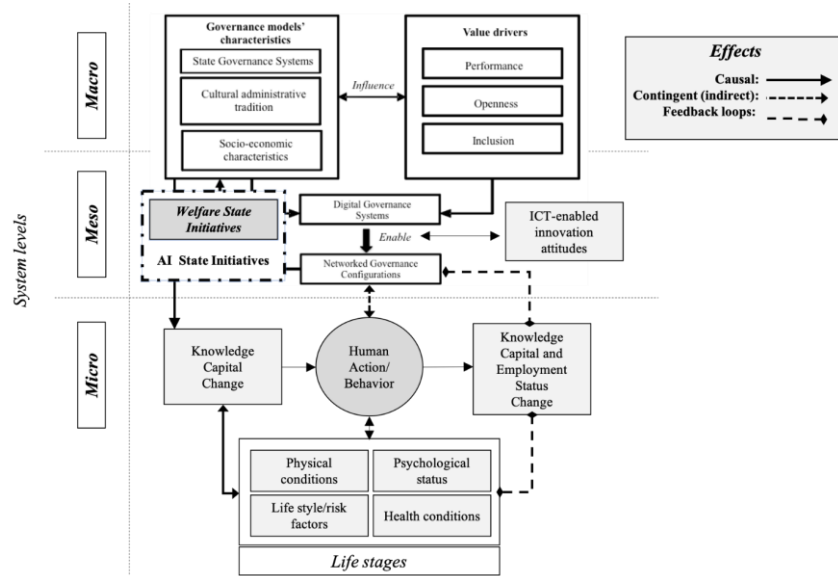 Governance models'
characteristics
State Governance Systems
Cultural administrative
tradition
Socio-economic
characteristics
Influence
Value drivers
Performance
Openness
Inclusion
Effects
Causal:
Contingent (indirect):
Feedback loops:
System levels
Macro
Meso
Micro
Welfare State
Initiatives
AI State Initiatives
Digital Governance
Systems
Enable
ICT-enabled
innovation
attitudes
Networked Governance
Configurations
Knowledge
Capital
Change
Human
Action/
Behavior
Knowledge
Capital and
Employment
Status
Change
Physical
conditions
Psychological
status
Life style/risk
factors
Health conditions
Life stages